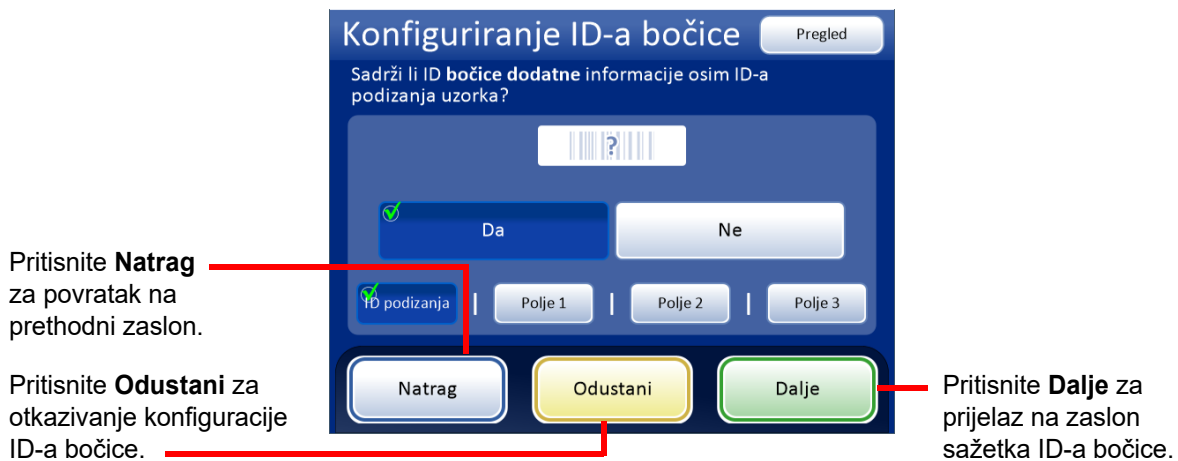 Konfiguriranje ID-a bočice
Pregled
Sadrži li ID bočice dodatne informacije osim ID-a
podizanja uzorka?
?
Da
Ne
ID podizanja
|
Polje 1
|
Polje 2
|
Polje 3
Natrag
Odustani
Dalje
Pritisnite Natrag
za povratak na
prethodni zaslon.
Pritisnite Odustani za
otkazivanje konfiguracije
ID-a bočice.
Pritisnite Dalje za
prijelaz na zaslon
sažetka ID-a bočice.